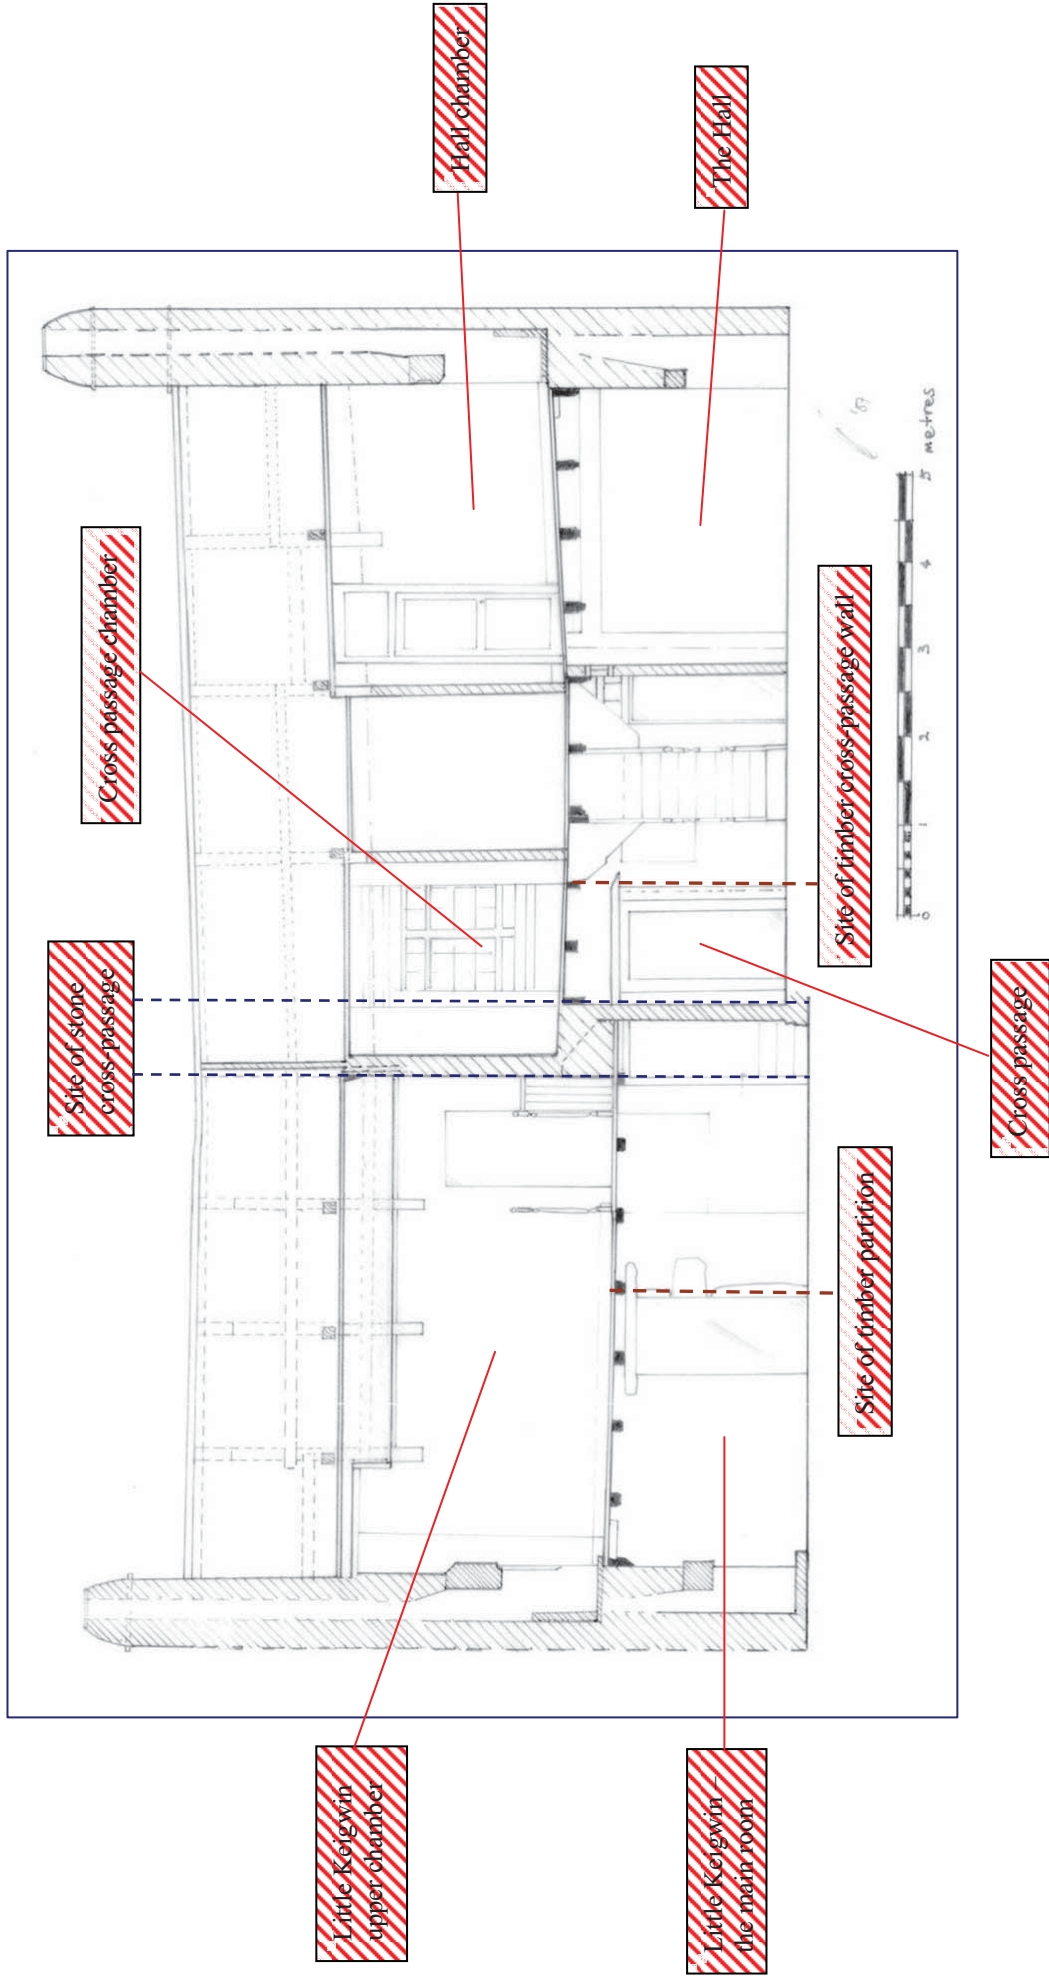 Little Keigwin
upper chamber
Little Keigwin –
the main room
Site of stone
cross-passage
Cross passage chamber
Hall chamber
The Hall
Site of timber partition
Cross passage
Site of timber cross-passage wall
0 1 2 3 4 5 metres